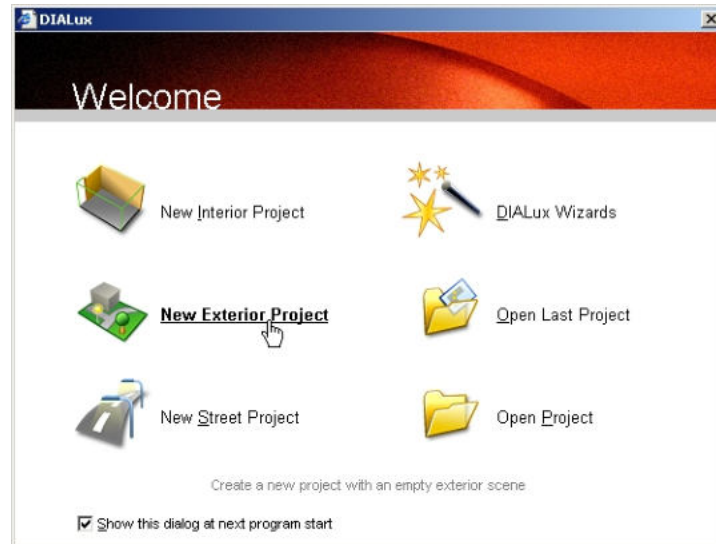 DIALux
Welcome
New Interior Project
DIALux Wizards
New Exterior Project
Open Last Project
New Street Project
Open Project
Create a new project with an empty exterior scene
Show this dialog at next program start